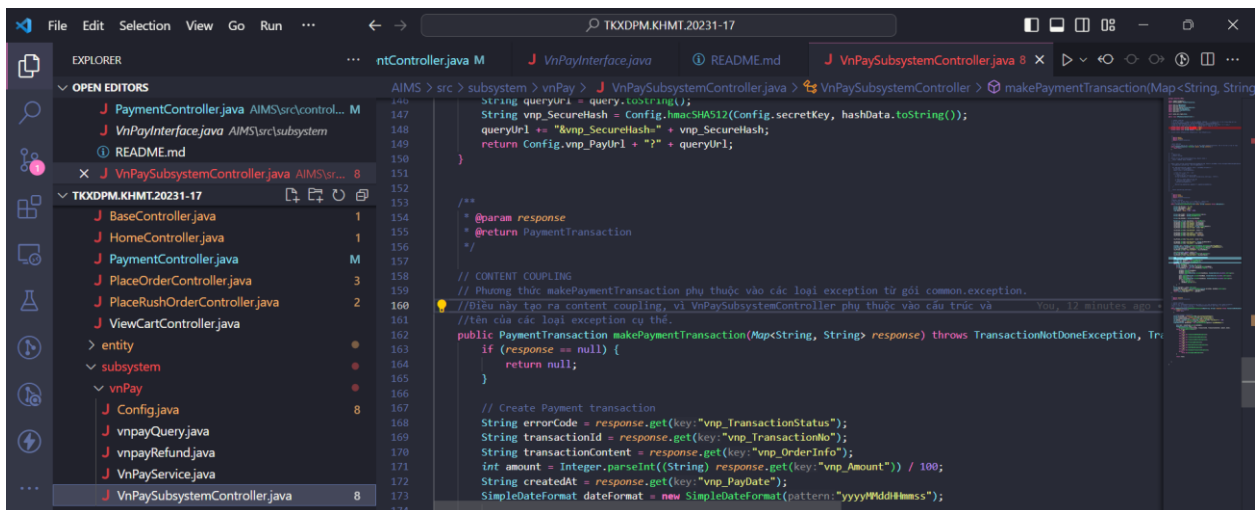 File Edit Selection View Go Run ··· TKXDPM.KHMT.20231-17
EXPLORER ···
ntController.java M VnPayInterface.java README.md VnPaySubsystemController.java 8
OPEN EDITORS
PaymentController.java AIMS\src\control... M
VnPayInterface.java AIMS\src\subsystem
README.md
VnPaySubsystemController.java AIMS\sr... 8
TKXDPM.KHMT.20231-17
BaseController.java 1
HomeController.java 1
PaymentController.java M
PlaceOrderController.java 3
PlaceRushOrderController.java 2
ViewCartController.java
entity
subsystem
vnPay
Config.java 8
vnpayQuery.java
vnpayRefund.java
VnPayService.java
VnPaySubsystemController.java 8
AIMS > src > subsystem > vnPay > VnPaySubsystemController.java > VnPaySubsystemController > makePaymentTransaction(Map<String, String>
146 String queryUrl = query.toString();
147 String vnp_SecureHash = Config.hmacSHA512(Config.secretKey, hashData.toString());
148 queryUrl += "&vnp_SecureHash=" + vnp_SecureHash;
149 return Config.vnp_PayUrl + "?" + queryUrl;
150 }
151
152
153 /**
154 * @param response
155 * @return PaymentTransaction
156 */
157
158 // CONTENT COUPLING
159 // Phương thức makePaymentTransaction phụ thuộc vào các loại exception từ gói common.exception.
160 //Điều này tạo ra content coupling, vì VnPaySubsystemController phụ thuộc vào cấu trúc và You, 12 minutes ago
161 //tên của các loại exception cụ thể.
162 public PaymentTransaction makePaymentTransaction(Map<String, String> response) throws TransactionNotDoneException, Tra
163 if (response == null) {
164 return null;
165 }
166
167 // Create Payment transaction
168 String errorCode = response.get(key:"vnp_TransactionStatus");
169 String transactionId = response.get(key:"vnp_TransactionNo");
170 String transactionContent = response.get(key:"vnp_OrderInfo");
171 int amount = Integer.parseInt((String) response.get(key:"vnp_Amount")) / 100;
172 String createdAt = response.get(key:"vnp_PayDate");
173 SimpleDateFormat dateFormat = new SimpleDateFormat(pattern:"yyyyMMddHHmmss");